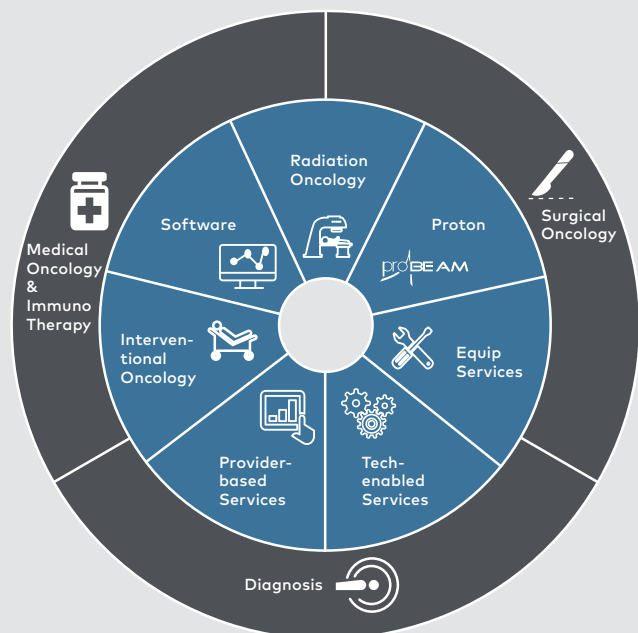 Radiation
Oncology
Proton
proBEAM
Equip
Services
Tech-
enabled
Services
Provider-
based
Services
Interven-
tional
Oncology
Software
Surgical
Oncology
Diagnosis
Medical
Oncology
&
Immuno
Therapy